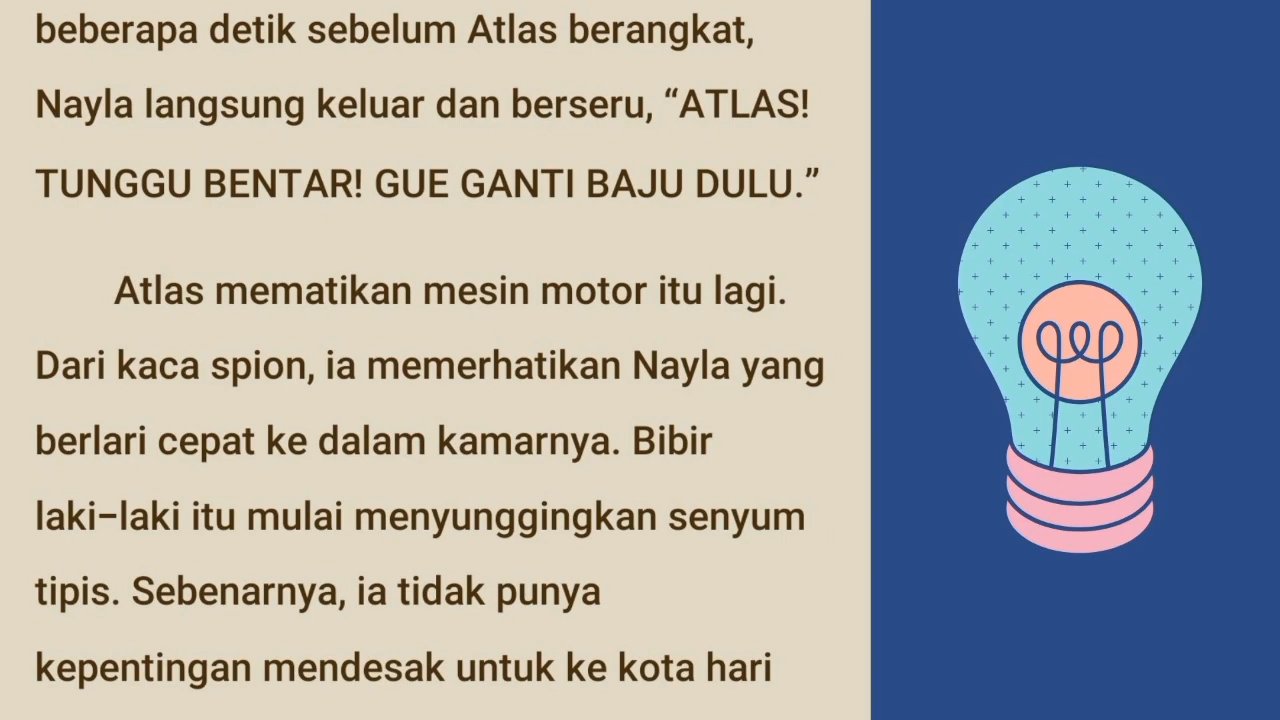 beberapa detik sebelum Atlas berangkat,
Nayla langsung keluar dan berseru, “ATLAS!
TUNGGU BENTAR! GUE GANTI BAJU DULU.”
Atlas mematikan mesin motor itu lagi.
Dari kaca spion, ia memerhatikan Nayla yang
berlari cepat ke dalam kamarnya. Bibir
laki–laki itu mulai menyunggingkan senyum
tipis. Sebenarnya, ia tidak punya
kepentingan mendesak untuk ke kota hari